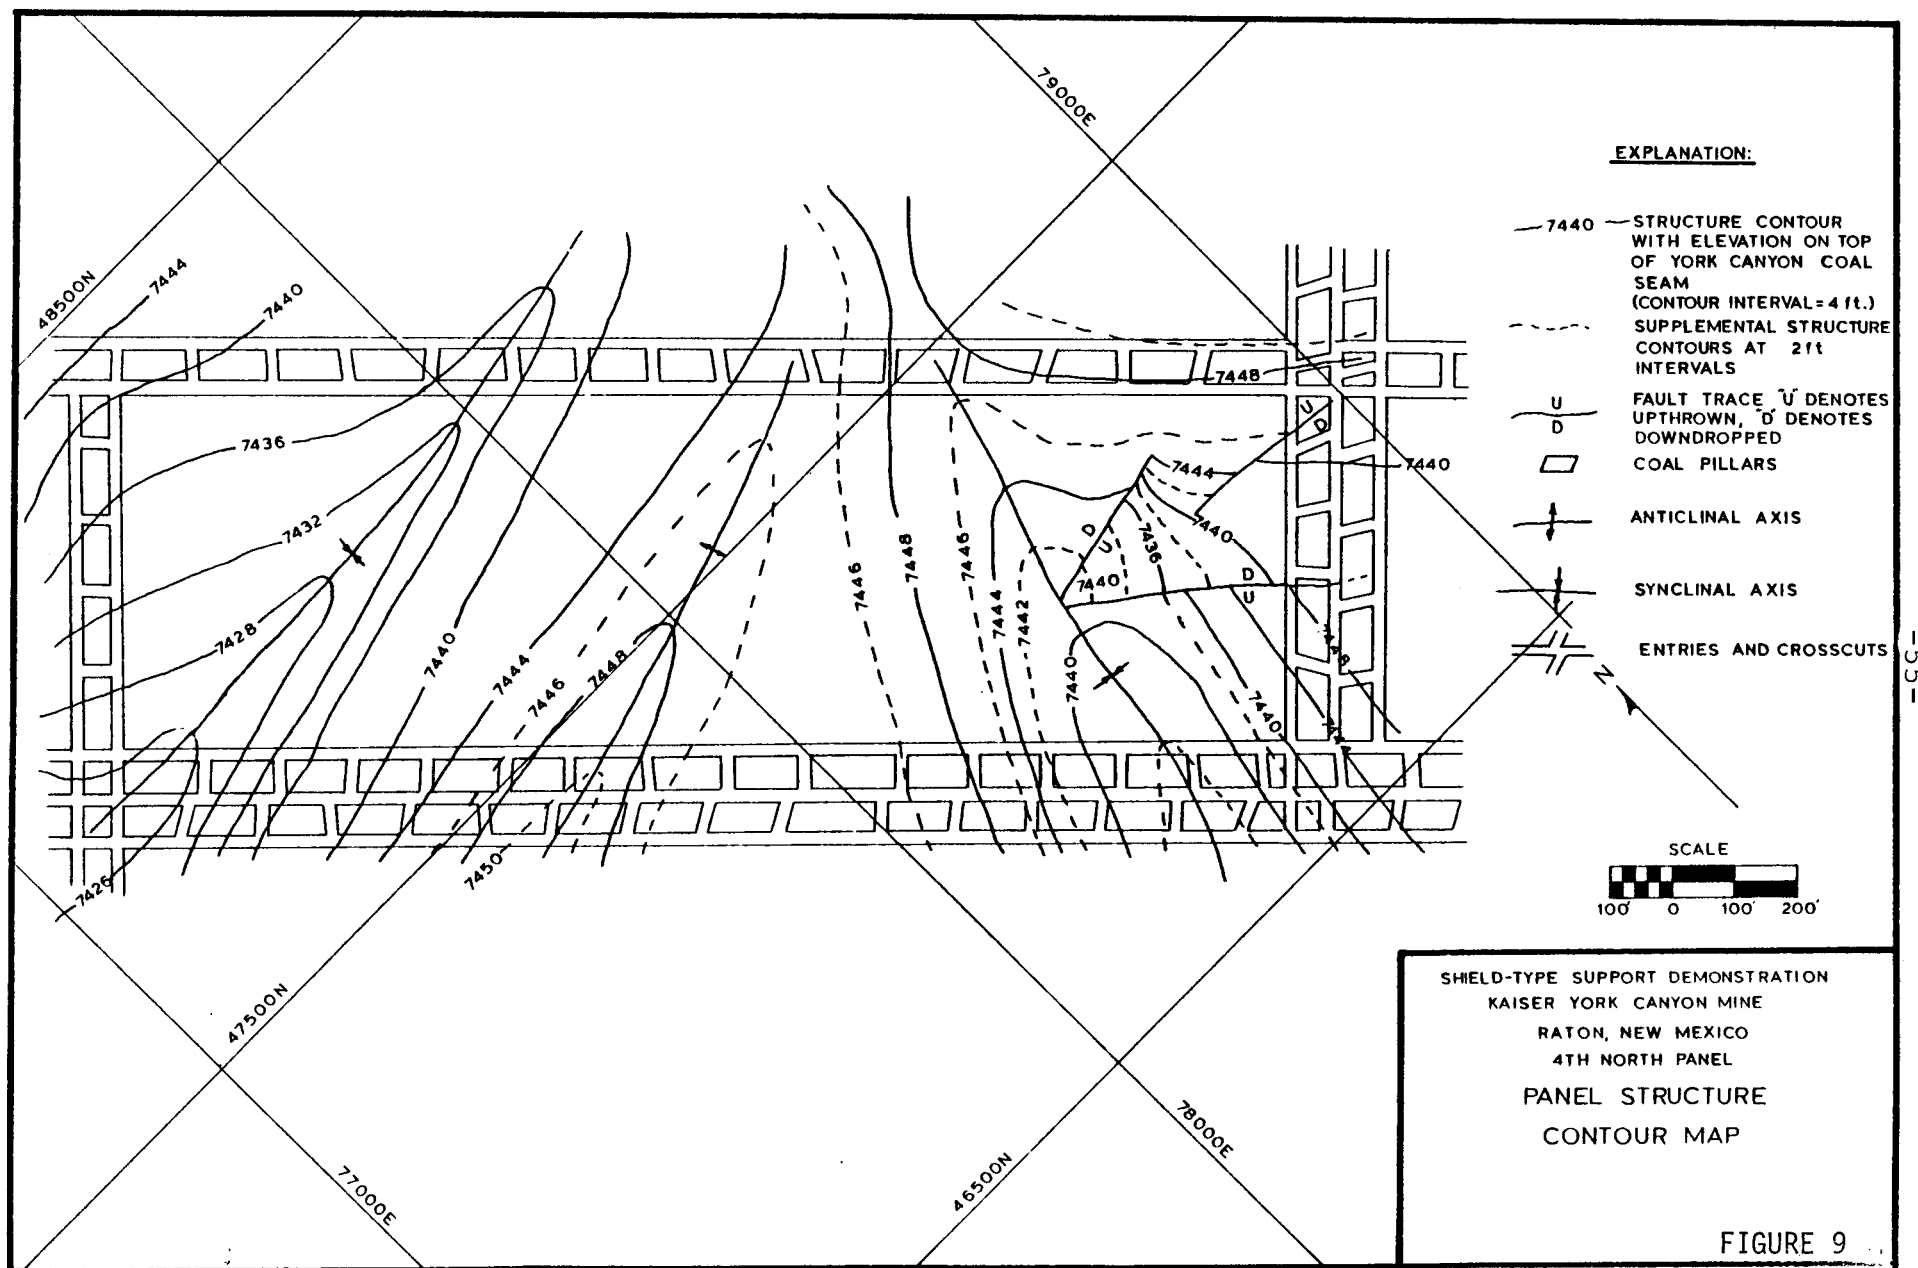 79000E
48500N
7444
7440
7436
7432
7428
7426
7440
7444
7446
7448
7450
7446
7448
7446
7444
7442
7440
7448
U
D
7444
7440
7440
D
U
7436
7440
D
U
7448
7440
7444
47500N
77000E
46500N
78000E
EXPLANATION:
7440
STRUCTURE CONTOUR
WITH ELEVATION ON TOP
OF YORK CANYON COAL
SEAM
(CONTOUR INTERVAL=4 ft.)
SUPPLEMENTAL STRUCTURE
CONTOURS AT 2ft
INTERVALS
U
D
FAULT TRACE "U" DENOTES
UPTHROWN, "D" DENOTES
DOWNDROPPED
COAL PILLARS
ANTICLINAL AXIS
SYNCLINAL AXIS
ENTRIES AND CROSSCUTS
N
SCALE
100' 0 100' 200'
SHIELD-TYPE SUPPORT DEMONSTRATION
KAISER YORK CANYON MINE
RATON, NEW MEXICO
4TH NORTH PANEL
PANEL STRUCTURE
CONTOUR MAP
FIGURE 9